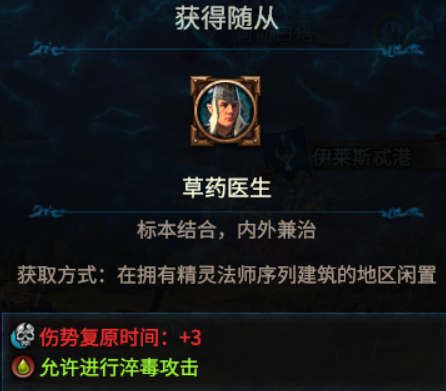 获得随从
伊莱斯忒港
草药医生
标本结合，内外兼治
获取方式：在拥有精灵法师序列建筑的地区闲置
伤势复原时间：+3
允许进行淬毒攻击